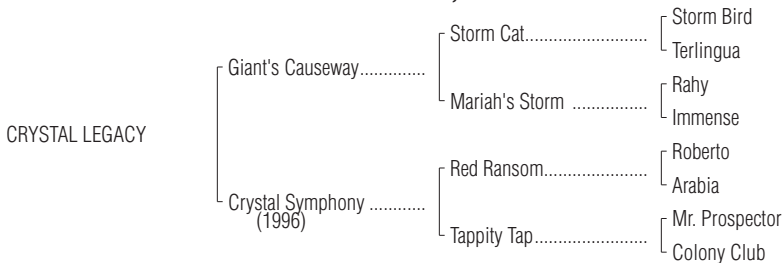 Storm Bird
Storm Cat..............................
Terlingua
Giant's Causeway..............
Rahy
Mariah's Storm ..................
Immense
CRYSTAL LEGACY
Roberto
Red Ransom.........................
Arabia
Crystal Symphony ............
(1996)
Mr. Prospector
Tappity Tap...........................
Colony Club